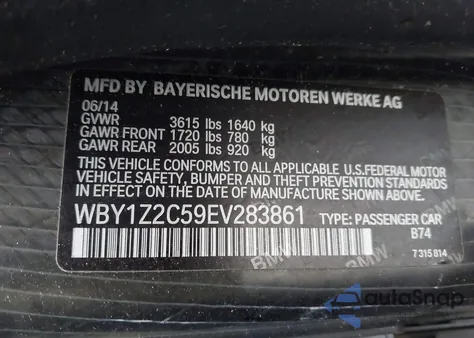 MFD BY BAYERISCHE MOTOREN WERKE AG
06/14
GVWR 3615 lbs 1640 kg
GAWR FRONT 1720 lbs 780 kg
GAWR REAR 2005 lbs 920 kg
THIS VEHICLE CONFORMS TO ALL APPLICABLE U.S.FEDERAL MOTOR
VEHICLE SAFETY, BUMPER, AND THEFT PREVENTION STANDARDS
IN EFFECT ON THE DATE OF MANUFACTURE SHOWN ABOVE.
WBY1Z2C59EV283861 TYPE: PASSENGER CAR
B74
7 315 814
BMW BMW BMW
autoSnap